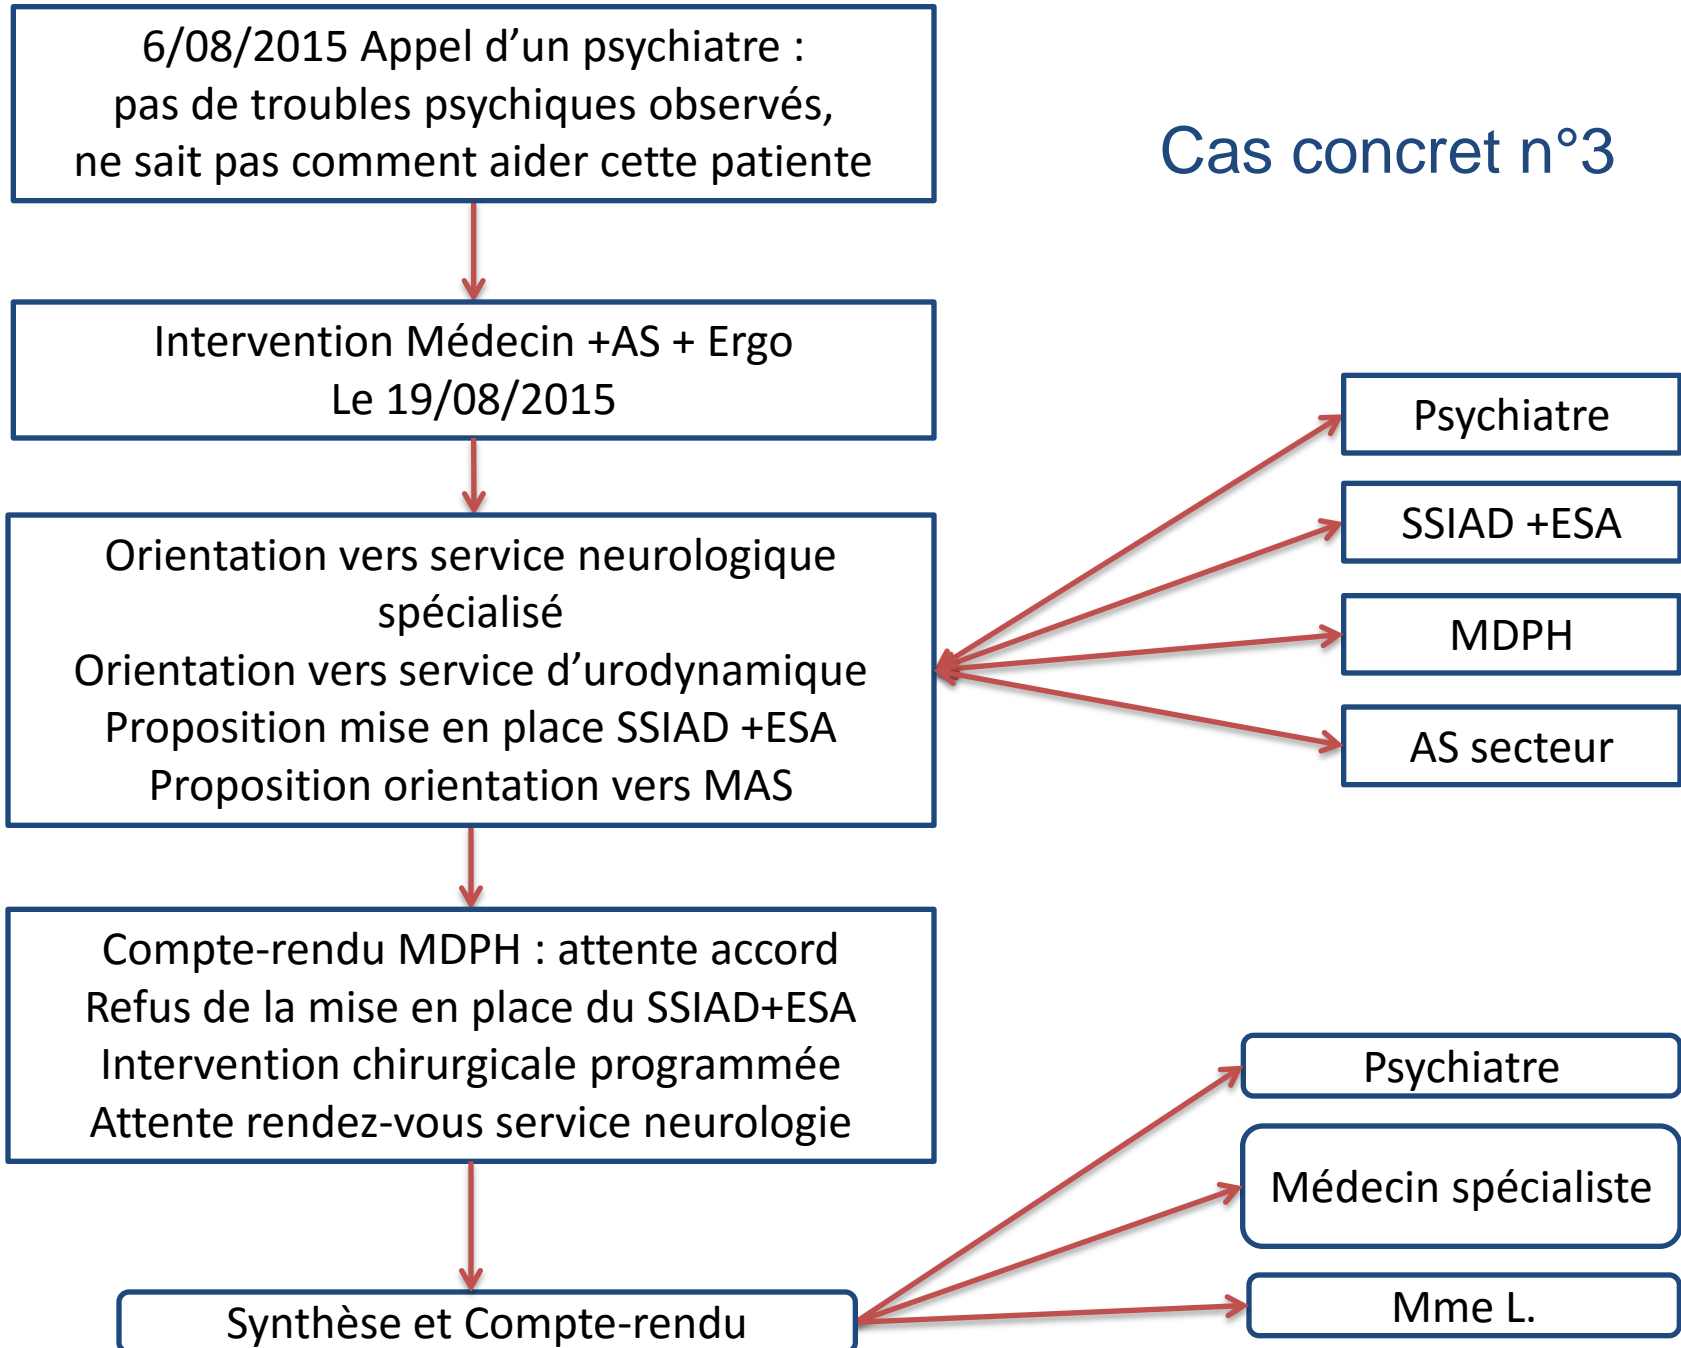 6/08/2015 Appel d’un psychiatre :
pas de troubles psychiques observés,
ne sait pas comment aider cette patiente
Cas concret n°3
Intervention Médecin +AS + Ergo
Le 19/08/2015
Orientation vers service neurologique
spécialisé
Orientation vers service d’urodynamique
Proposition mise en place SSIAD +ESA
Proposition orientation vers MAS
Psychiatre
SSIAD +ESA
MDPH
AS secteur
Compte-rendu MDPH : attente accord
Refus de la mise en place du SSIAD+ESA
Intervention chirurgicale programmée
Attente rendez-vous service neurologie
Synthèse et Compte-rendu
Psychiatre
Médecin spécialiste
Mme L.